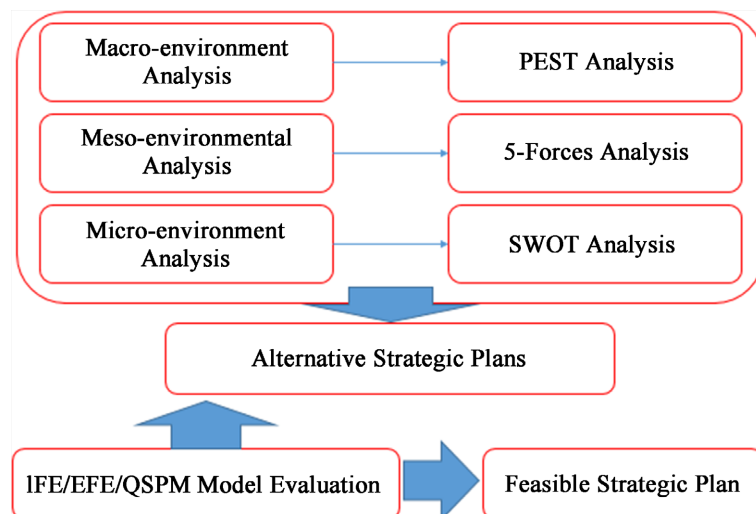 Macro-environment
Analysis
PEST Analysis
Meso-environmental
Analysis
5-Forces Analysis
Micro-environment
Analysis
SWOT Analysis
Alternative Strategic Plans
lFE/EFE/QSPM Model Evaluation
Feasible Strategic Plan